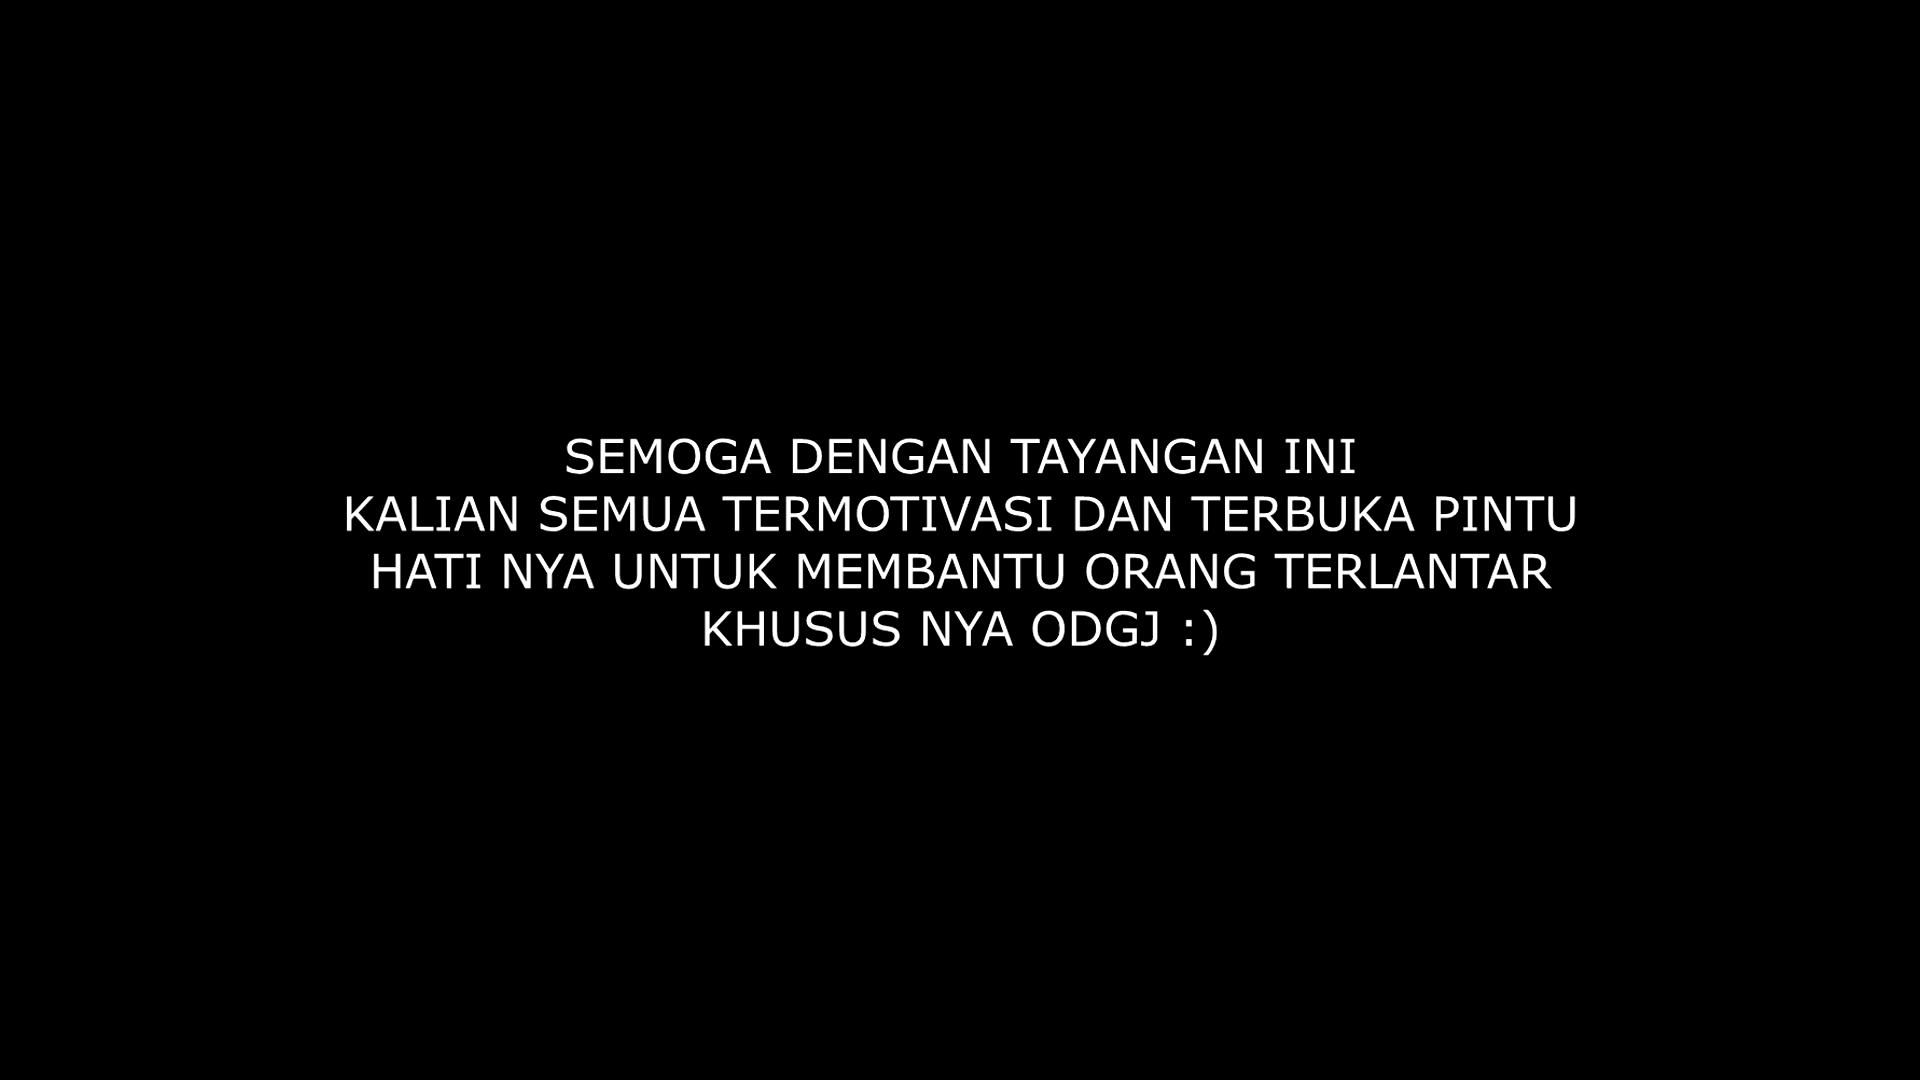 SEMOGA DENGAN TAYANGAN INI
KALIAN SEMUA TERMOTIVASI DAN TERBUKA PINTU
HATI NYA UNTUK MEMBANTU ORANG TERLANTAR
KHUSUS NYA ODGJ :)